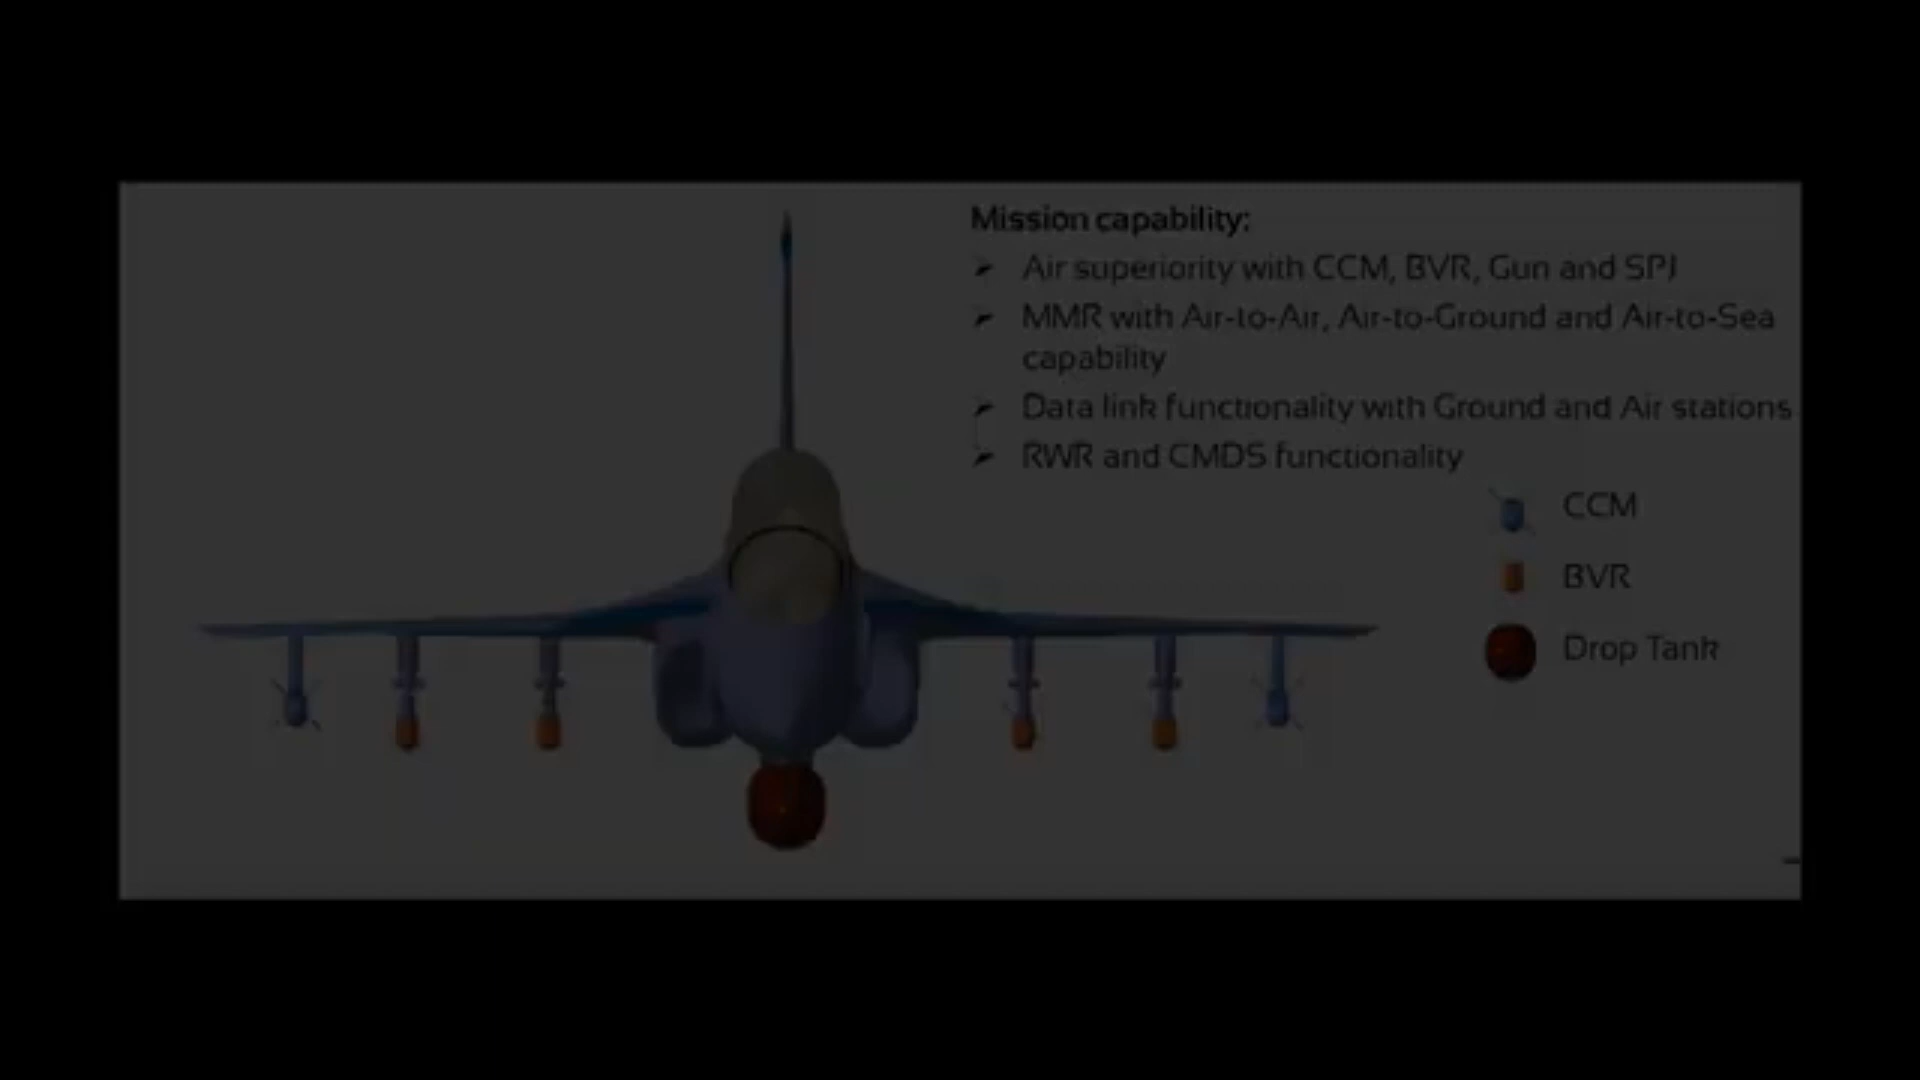 Mission capability:
Air superiority with CCM, BVR, Gun and SPJ
MMR with Air-to-Air, Air-to-Ground and Air-to-Sea
capability
Data link functionality with Ground and Air stations
RWR and CMDS functionality
CCM
BVR
Drop Tank